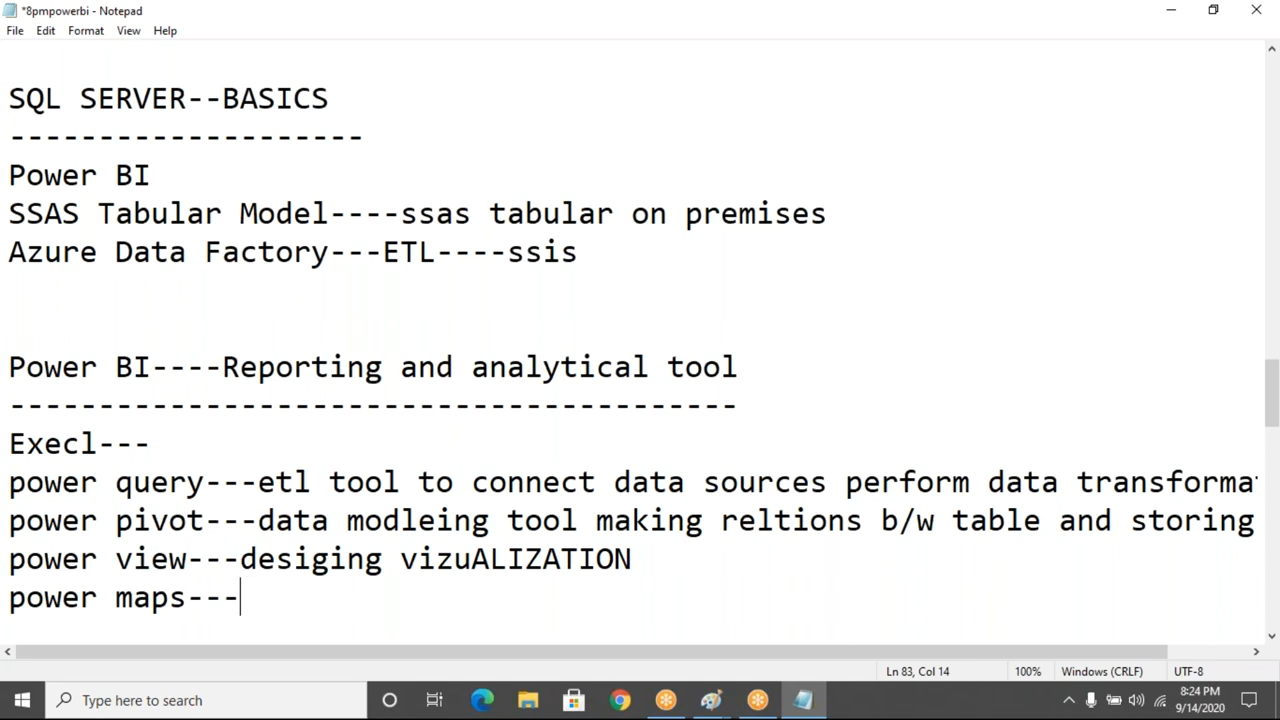 *8pmpowerbi - Notepad
File Edit Format View Help
SQL SERVER--BASICS
--------------------
Power BI
SSAS Tabular Model----ssas tabular on premises
Azure Data Factory---ETL----ssis
Power BI----Reporting and analytical tool
-----------------------------------------
Execl---
power query---etl tool to connect data sources perform data transforma
power pivot---data modleing tool making reltions b/w table and storing
power view---desiging vizuALIZATION
power maps---
Ln 83, Col 14 100% Windows (CRLF) UTF-8
Type here to search
8:24 PM
9/14/2020